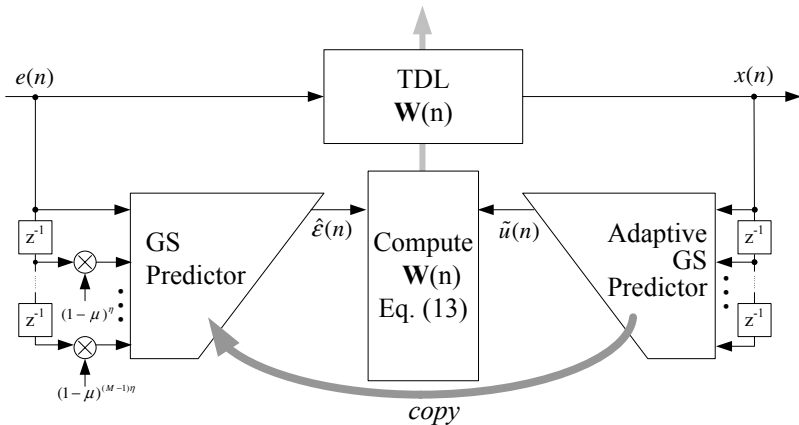 e(n)
TDL
W(n)
x(n)
z⁻¹
GS
Predictor
ε̂(n)
Compute
W(n)
Eq. (13)
ũ(n)
Adaptive
GS
Predictor
z⁻¹
(1−μ)^η
z⁻¹
z⁻¹
(1−μ)^(M−1)η
copy